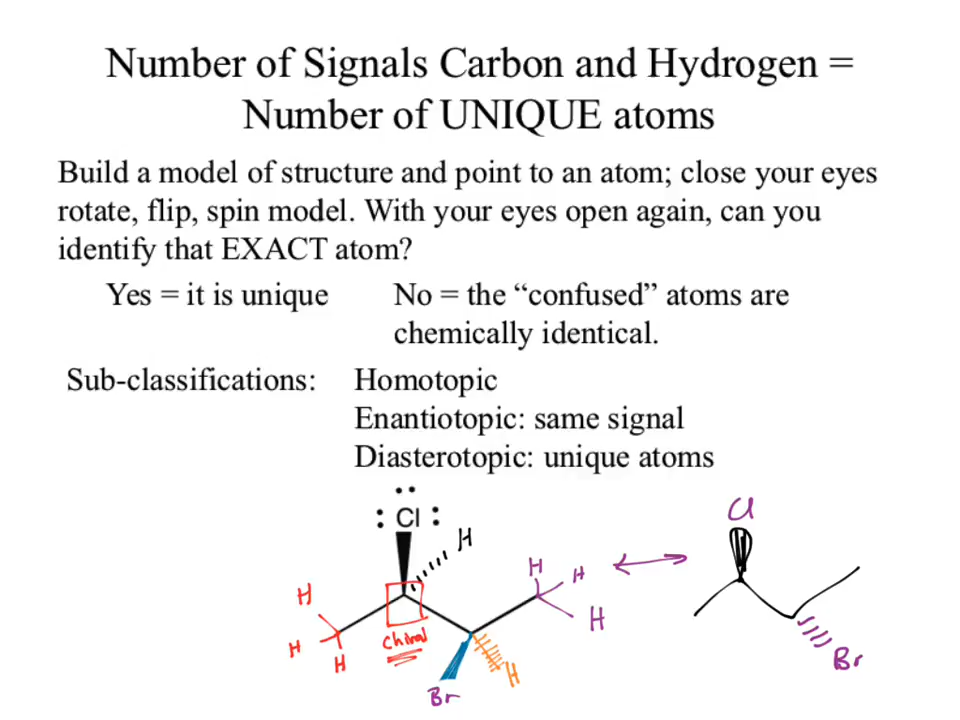 Number of Signals Carbon and Hydrogen =
Number of UNIQUE atoms
Build a model of structure and point to an atom; close your eyes
rotate, flip, spin model. With your eyes open again, can you
identify that EXACT atom?
Yes = it is unique
No = the “confused” atoms are
chemically identical.
Sub-classifications:
Homotopic
Enantiotopic: same signal
Diasterotopic: unique atoms
: Cl :
H
H
H
H
chiral
Br
H
H
H
H
Cl
Br